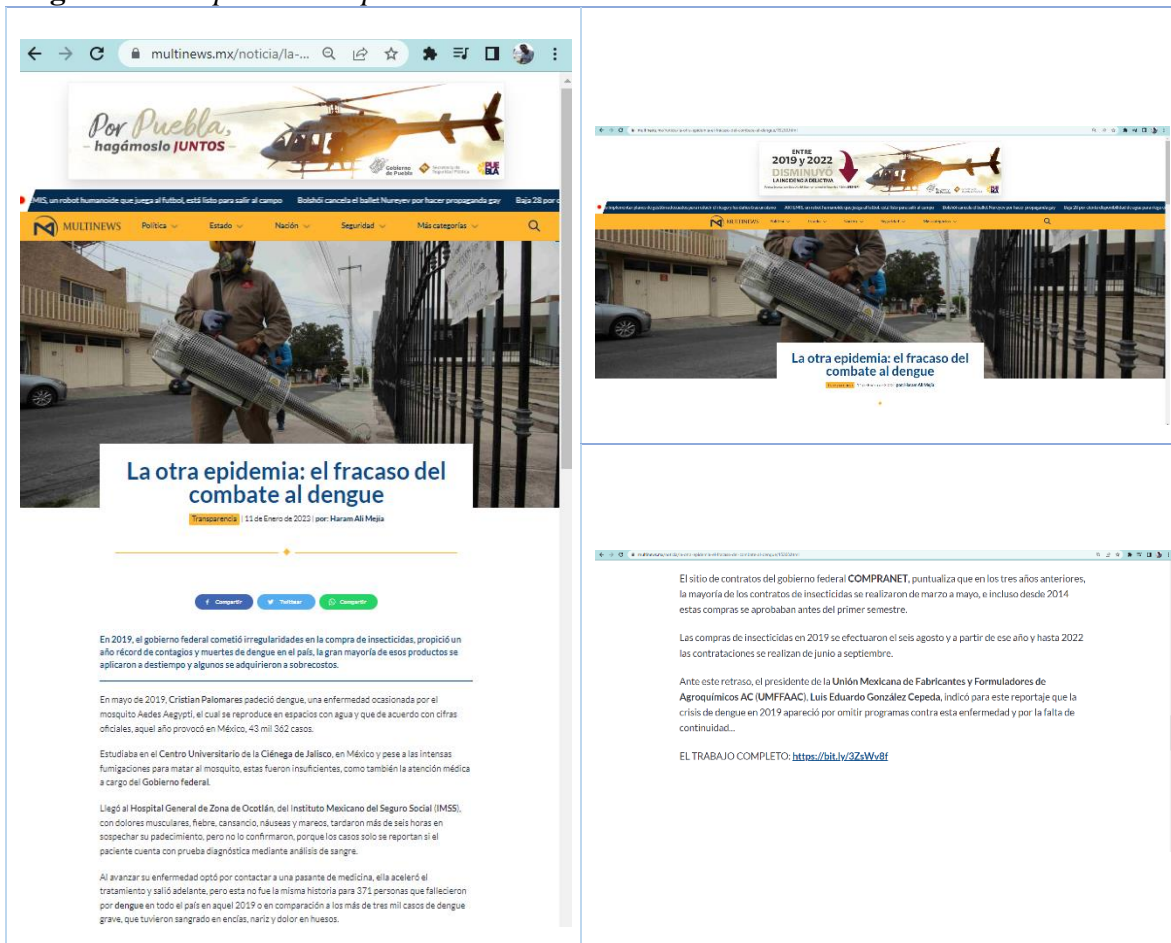 multinews.mx/noticia/la-...
Por Puebla,
- hagámoslo JUNTOS -
Gobierno
de Puebla
Secretaría de
Seguridad Pública
PUE
BLA
MIS, un robot humanoide que juega al futbol, está listo para salir al campo Bolshói cancela el ballet Nureyev por hacer propaganda gay Baja 28 por
MULTINEWS Política Estado Nación Seguridad Más categorías
La otra epidemia: el fracaso del
combate al dengue
Transparencia | 11 de Enero de 2023 | por: Haram Ali Mejía
Compartir Twittear Compartir
En 2019, el gobierno federal cometió irregularidades en la compra de insecticidas, propició un
año récord de contagios y muertes de dengue en el país, la gran mayoría de esos productos se
aplicaron a destiempo y algunos se adquirieron a sobrecostos.
En mayo de 2019, Cristian Palomares padeció dengue, una enfermedad ocasionada por el
mosquito Aedes Aegypti, el cual se reproduce en espacios con agua y que de acuerdo con cifras
oficiales, aquel año provocó en México, 43 mil 362 casos.
Estudiaba en el Centro Universitario de la Ciénega de Jalisco, en México y pese a las intensas
fumigaciones para matar al mosquito, estas fueron insuficientes, como también la atención médica
a cargo del Gobierno federal.
Llegó al Hospital General de Zona de Ocotlán, del Instituto Mexicano del Seguro Social (IMSS),
con dolores musculares, fiebre, cansancio, náuseas y mareos, tardaron más de seis horas en
sospechar su padecimiento, pero no lo confirmaron, porque los casos solo se reportan si el
paciente cuenta con prueba diagnóstica mediante análisis de sangre.
Al avanzar su enfermedad optó por contactar a una pasante de medicina, ella aceleró el
tratamiento y salió adelante, pero esta no fue la misma historia para 371 personas que fallecieron
por dengue en todo el país en aquel 2019 o en comparación a los más de tres mil casos de dengue
grave, que tuvieron sangrado en encías, nariz y dolor en huesos.
ENTRE
2019 y 2022
DISMINUYÓ
LA INCIDENCIA DELICTIVA
MULTINEWS
La otra epidemia: el fracaso del
combate al dengue
El sitio de contratos del gobierno federal COMPRANET, puntualiza que en los tres años anteriores,
la mayoría de los contratos de insecticidas se realizaron de marzo a mayo, e incluso desde 2014
estas compras se aprobaban antes del primer semestre.
Las compras de insecticidas en 2019 se efectuaron el seis agosto y a partir de ese año y hasta 2022
las contrataciones se realizan de junio a septiembre.
Ante este retraso, el presidente de la Unión Mexicana de Fabricantes y Formuladores de
Agroquímicos AC (UMFFAAC), Luis Eduardo González Cepeda, indicó para este reportaje que la
crisis de dengue en 2019 apareció por omitir programas contra esta enfermedad y por la falta de
continuidad...
EL TRABAJO COMPLETO: https://bit.ly/3ZsWv8f